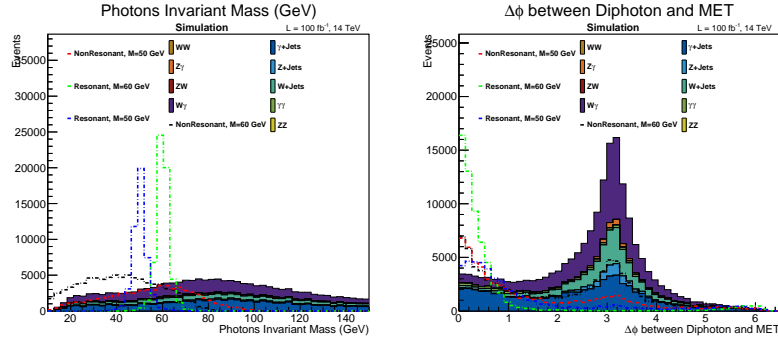 Photons Invariant Mass (GeV)
Simulation
L = 100 fb⁻¹, 14 TeV
Events
NonResonant, M=50 GeV
Resonant, M=60 GeV
Resonant, M=50 GeV
WW
Zγ
ZW
Wγ
NonResonant, M=60 GeV
γ+Jets
Z+Jets
W+Jets
γγ
ZZ
35000
30000
25000
20000
15000
10000
5000
0
20 40 60 80 100 120 140
Photons Invariant Mass (GeV)
Δϕ between Diphoton and MET
Simulation
L = 100 fb⁻¹, 14 TeV
Events
NonResonant, M=50 GeV
Resonant, M=60 GeV
Resonant, M=50 GeV
WW
Zγ
ZW
Wγ
NonResonant, M=60 GeV
γ+Jets
Z+Jets
W+Jets
γγ
ZZ
25000
20000
15000
10000
5000
0
0 1 2 3 4 5 6
Δϕ between Diphoton and MET